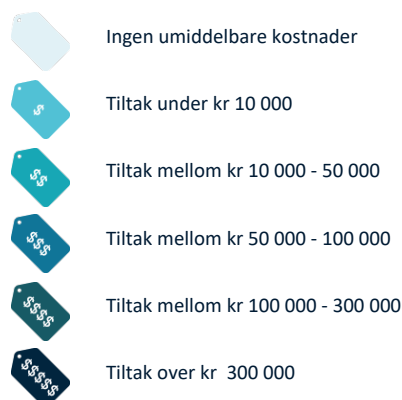 Ingen umiddelbare kostnader
$
Tiltak under kr 10 000
$$
Tiltak mellom kr 10 000 - 50 000
$$$
Tiltak mellom kr 50 000 - 100 000
$$$$
Tiltak mellom kr 100 000 - 300 000
$$$$$
Tiltak over kr  300 000